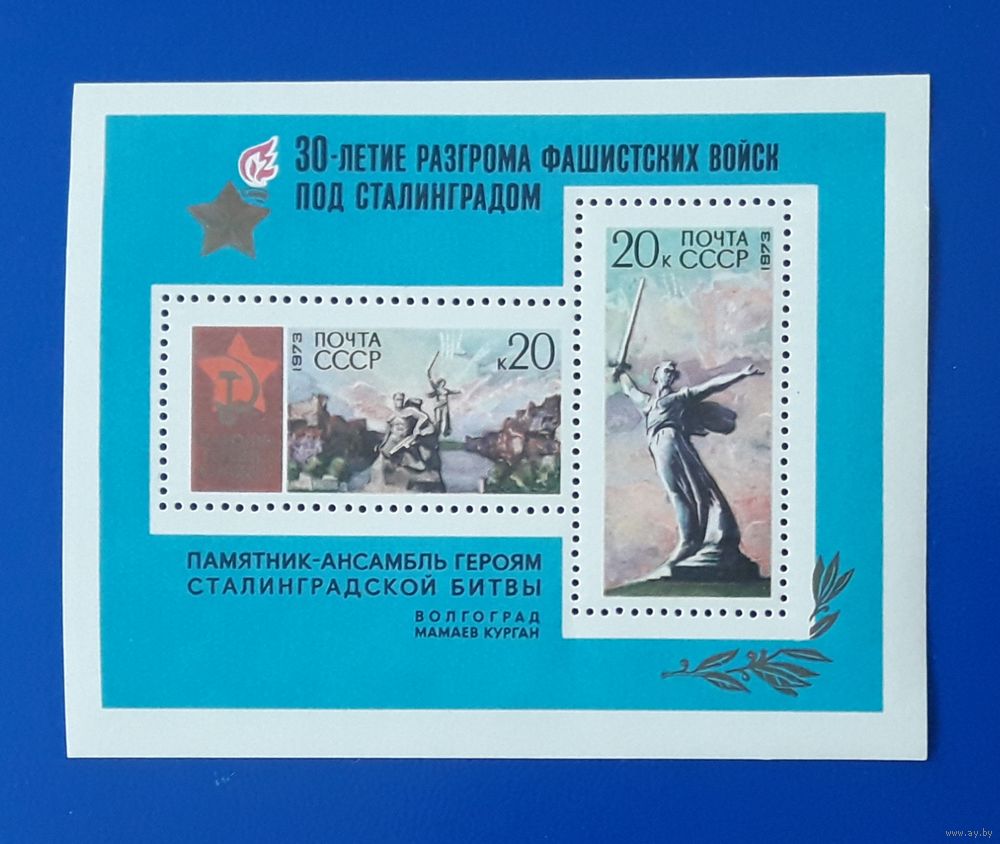 30-ЛЕТИЕ РАЗГРОМА ФАШИСТСКИХ ВОЙСК
ПОД СТАЛИНГРАДОМ
20к ПОЧТА
СССР
1973
1973
ПОЧТА
СССР
к20
ПАМЯТНИК-АНСАМБЛЬ ГЕРОЯМ
СТАЛИНГРАДСКОЙ БИТВЫ
ВОЛГОГРАД
МАМАЕВ КУРГАН
www.ay.by